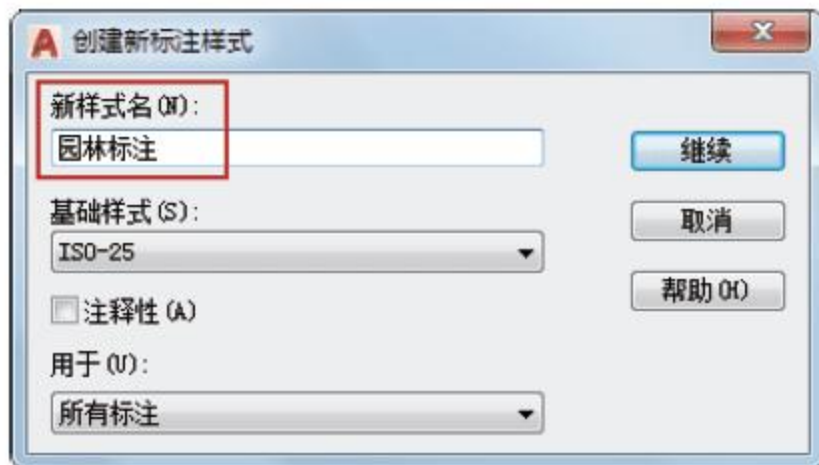 创建新标注样式
新样式名(N):
园林标注
继续
基础样式(S):
取消
ISO-25
帮助(H)
注释性(A)
用于(U):
所有标注